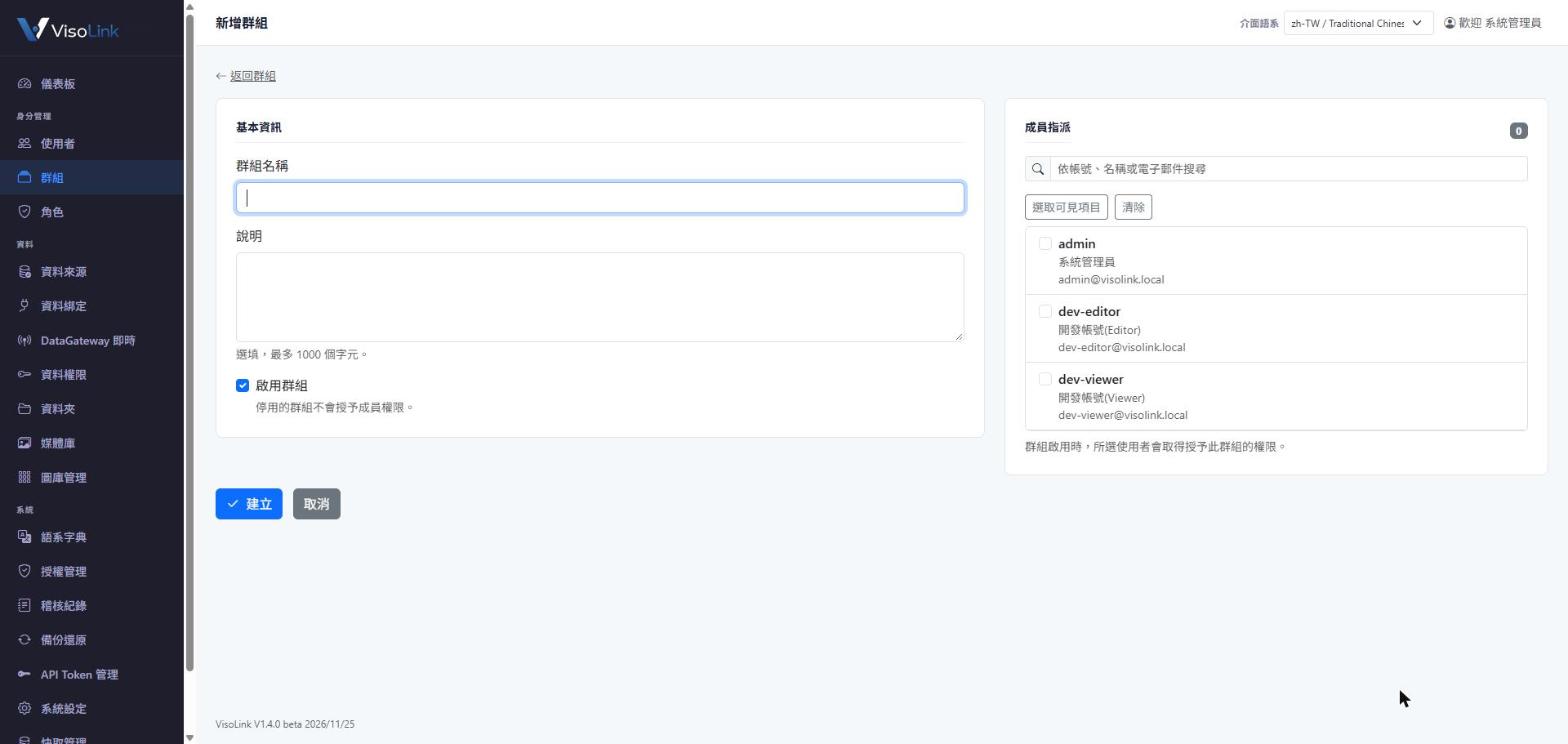 VisoLink
儀表板
身分管理
使用者
群組
角色
資料
資料來源
資料綁定
DataGateway 即時
資料權限
資料夾
媒體庫
圖庫管理
系統
語系字典
授權管理
稽核紀錄
備份還原
API Token 管理
系統設定
快取管理
新增群組
介面語系
zh-TW / Traditional Chines
歡迎 系統管理員
← 返回群組
基本資訊
群組名稱
說明
選填，最多 1000 個字元。
啟用群組
停用的群組不會授予成員權限。
建立
取消
成員指派
0
依帳號、名稱或電子郵件搜尋
選取可見項目
清除
admin
系統管理員
admin@visolink.local
dev-editor
開發帳號(Editor)
dev-editor@visolink.local
dev-viewer
開發帳號(Viewer)
dev-viewer@visolink.local
群組啟用時，所選使用者會取得授予此群組的權限。
VisoLink V1.4.0 beta 2026/11/25